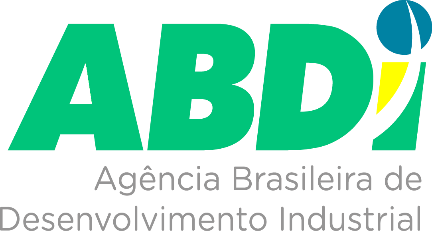 ABDi
Agência Brasileira de
Desenvolvimento Industrial